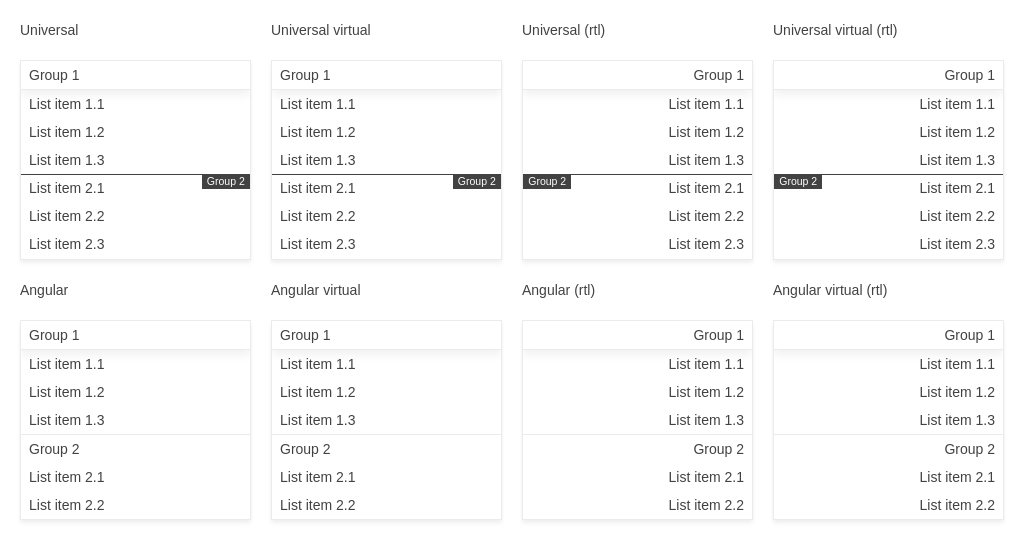 Universal
Group 1
List item 1.1
List item 1.2
List item 1.3
Group 2
List item 2.1
List item 2.2
List item 2.3
Universal virtual
Group 1
List item 1.1
List item 1.2
List item 1.3
Group 2
List item 2.1
List item 2.2
List item 2.3
Universal (rtl)
Group 1
List item 1.1
List item 1.2
List item 1.3
Group 2
List item 2.1
List item 2.2
List item 2.3
Universal virtual (rtl)
Group 1
List item 1.1
List item 1.2
List item 1.3
Group 2
List item 2.1
List item 2.2
List item 2.3
Angular
Group 1
List item 1.1
List item 1.2
List item 1.3
Group 2
List item 2.1
List item 2.2
Angular virtual
Group 1
List item 1.1
List item 1.2
List item 1.3
Group 2
List item 2.1
List item 2.2
Angular (rtl)
Group 1
List item 1.1
List item 1.2
List item 1.3
Group 2
List item 2.1
List item 2.2
Angular virtual (rtl)
Group 1
List item 1.1
List item 1.2
List item 1.3
Group 2
List item 2.1
List item 2.2